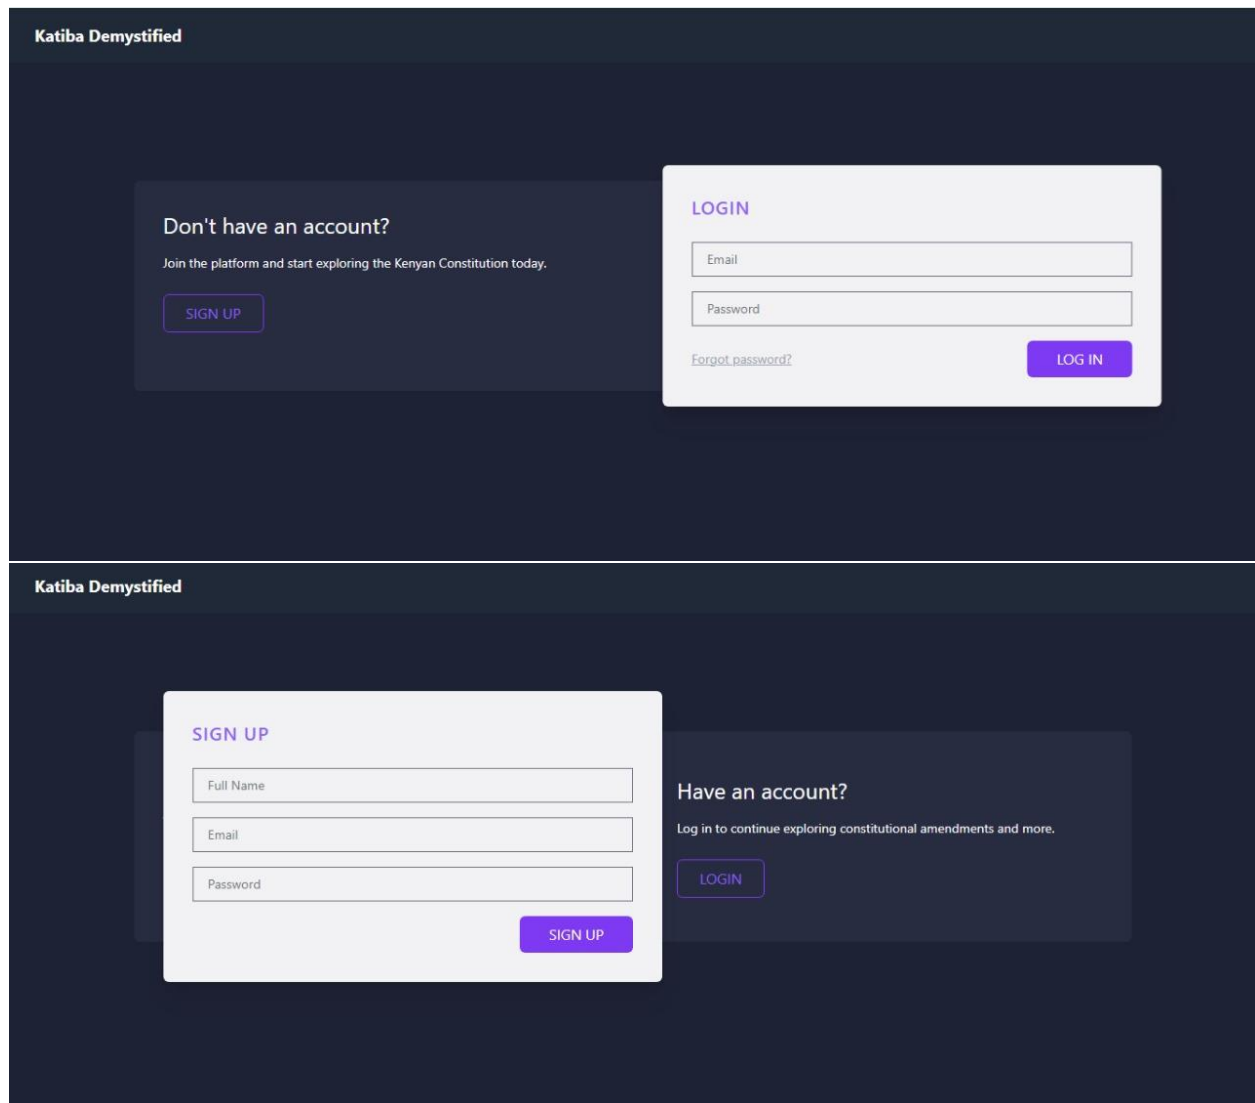 Katiba Demystified
Don't have an account?
Join the platform and start exploring the Kenyan Constitution today.
SIGN UP
LOGIN
Email
Password
Forgot password?
LOG IN
Katiba Demystified
SIGN UP
Full Name
Email
Password
SIGN UP
Have an account?
Log in to continue exploring constitutional amendments and more.
LOGIN